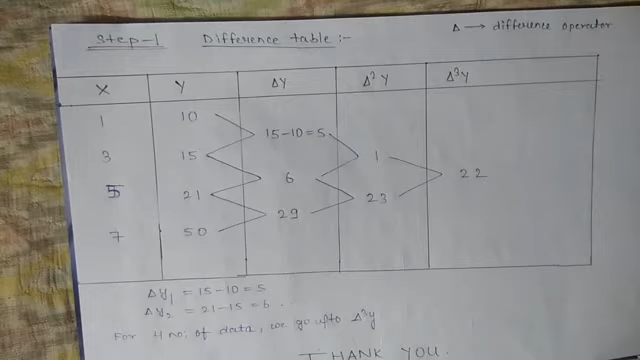 Step-1 Difference table:- Δ → difference operator
X Y ΔY Δ²Y Δ³Y
1 10
15-10=5
3 15 1
6 22
5 21 23
29
7 50
ΔY₁ = 15-10=5
ΔY₂ = 21-15=6 ..
For 4 no. of data, we go upto Δ³y
THANK YOU.